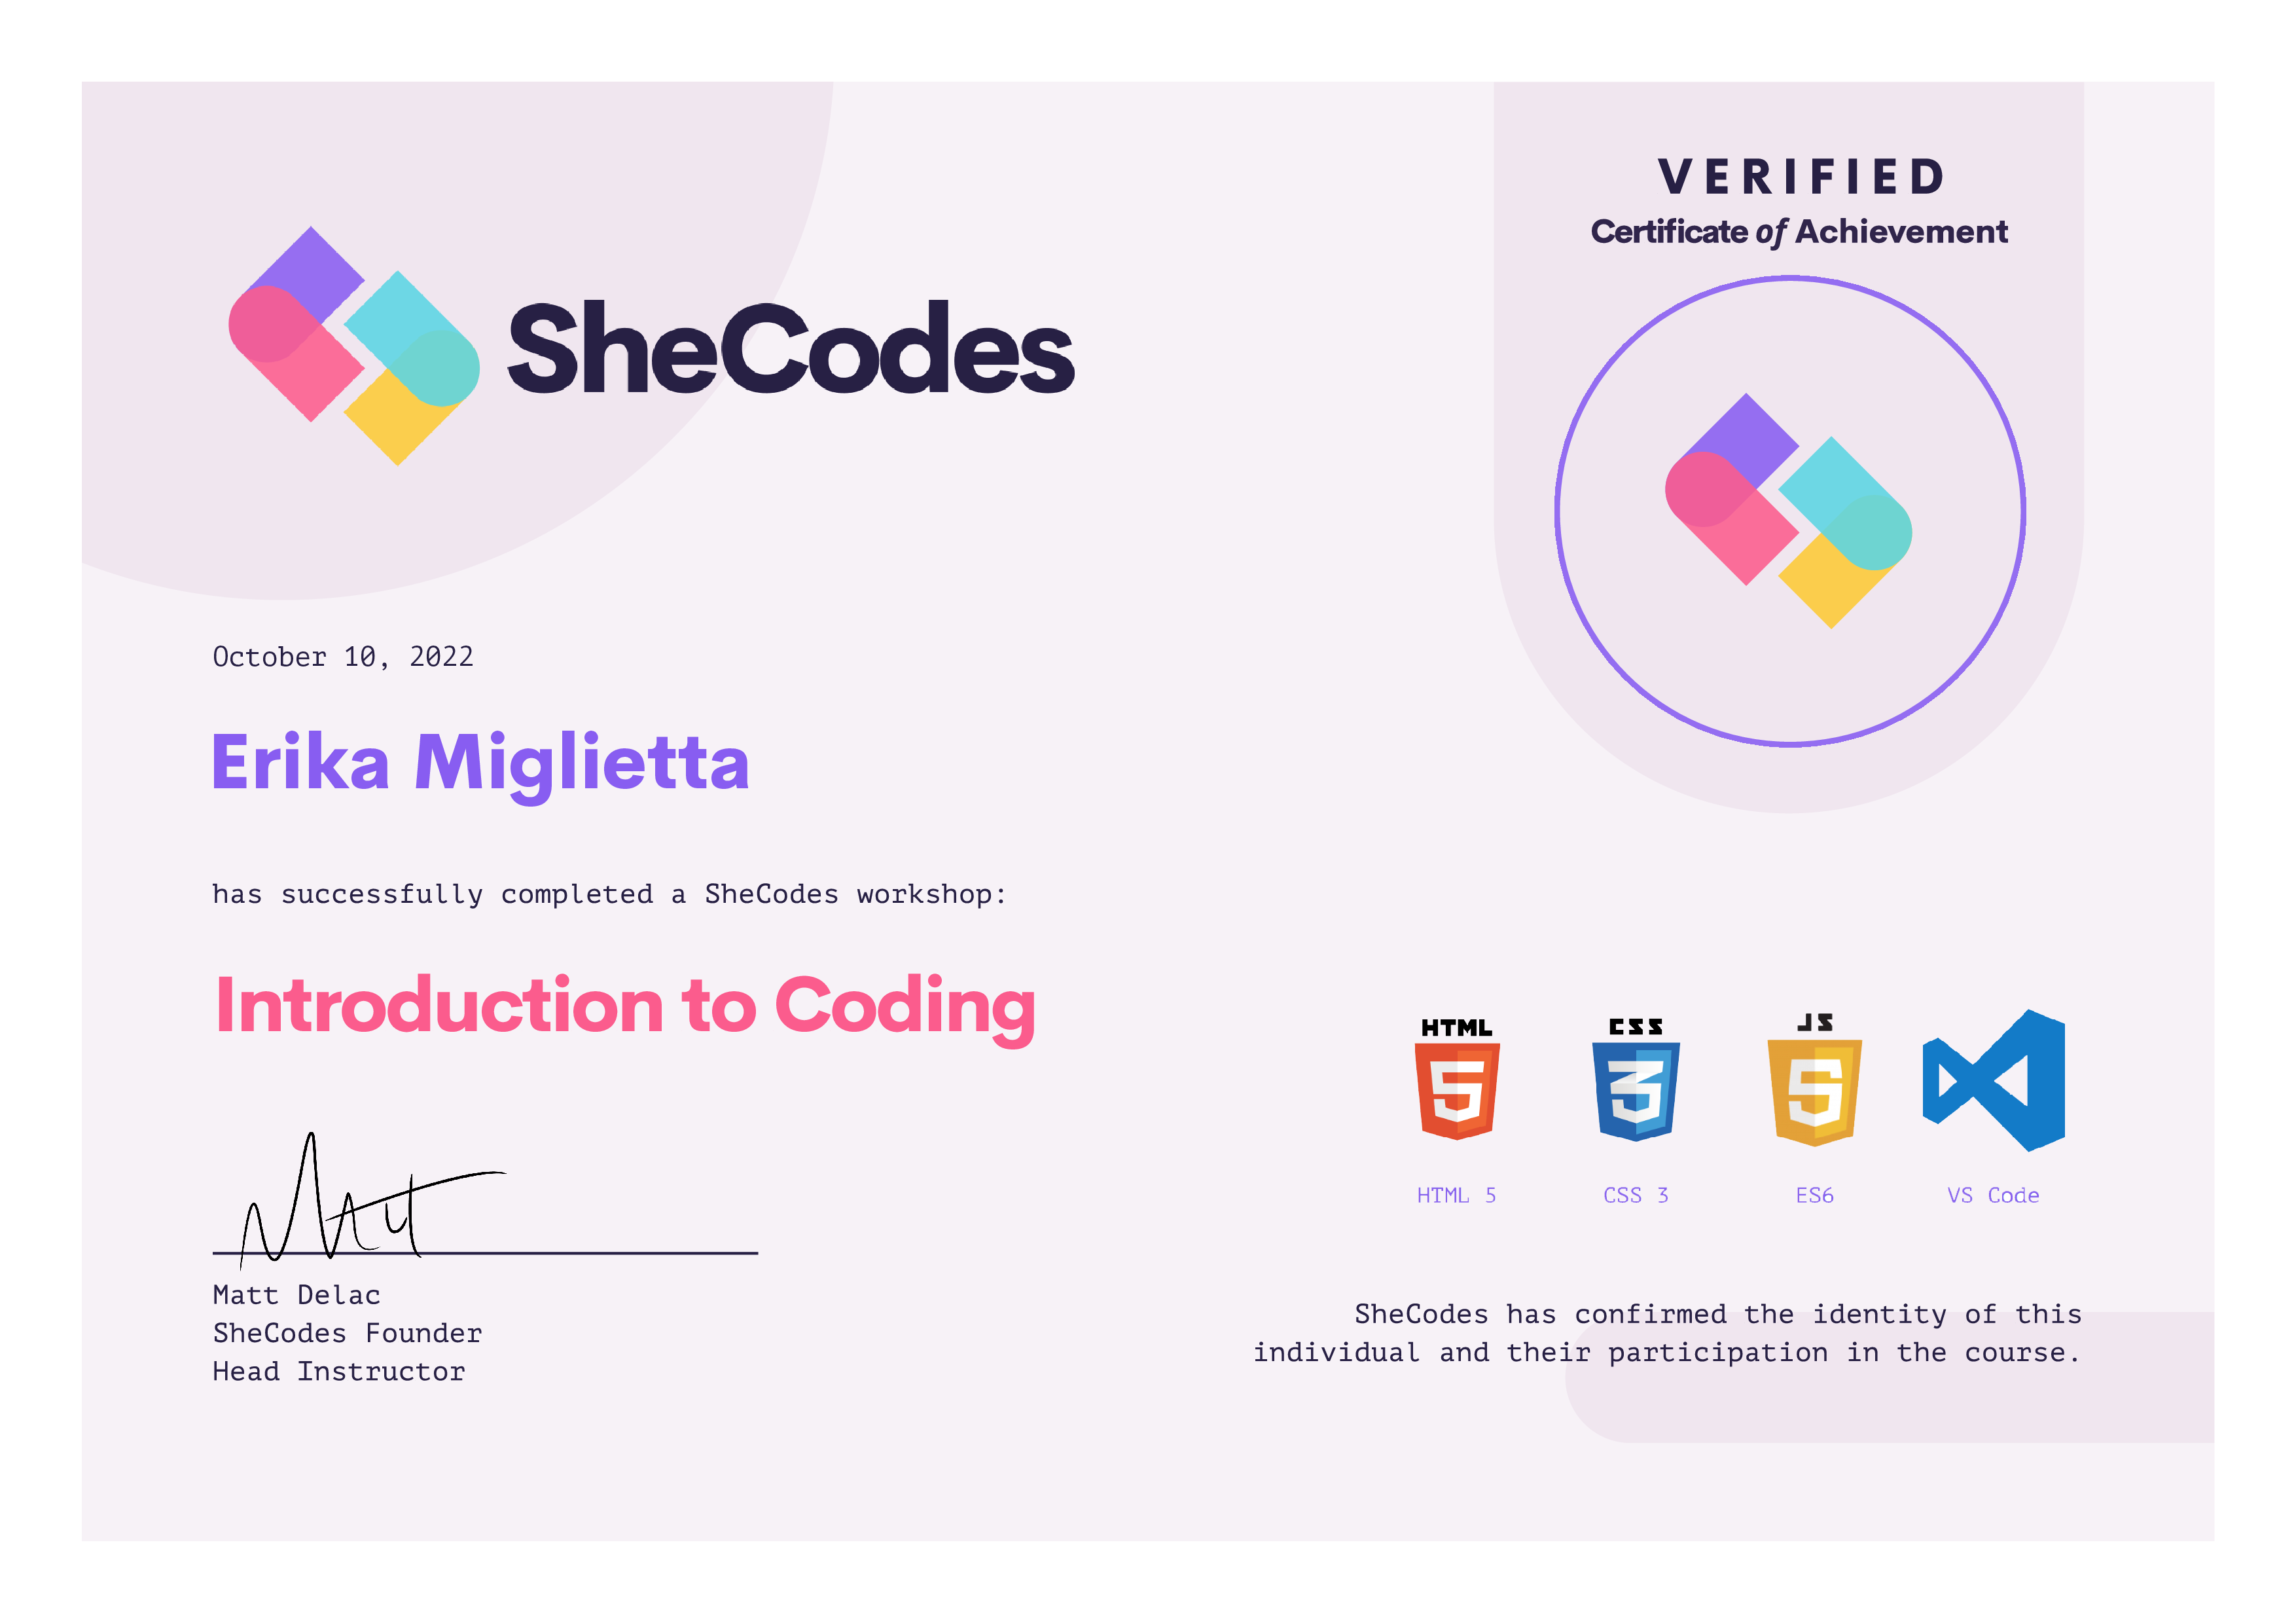 SheCodes
VERIFIED
Certificate of Achievement
October 10, 2022
Erika Miglietta
has successfully completed a SheCodes workshop:
Introduction to Coding
HTML
CSS
JS
5
3
HTML 5
CSS 3
ES6
VS Code
Matt
Matt Delac
SheCodes Founder
Head Instructor
SheCodes has confirmed the identity of this
individual and their participation in the course.